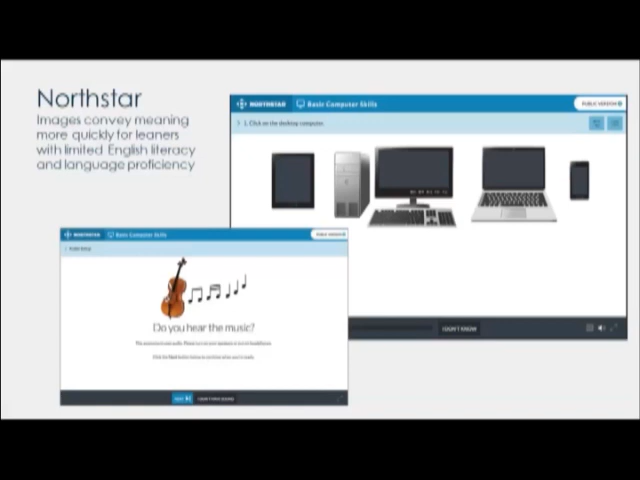 Northstar
Images convey meaning
more quickly for leaners
with limited English literacy
and language proficiency
NORTHSTAR Basic Computer Skills PUBLIC VERSION
1. Click on the desktop computer.
I DON'T KNOW
NORTHSTAR Basic Computer Skills PUBLIC VERSION
Do you hear the music?